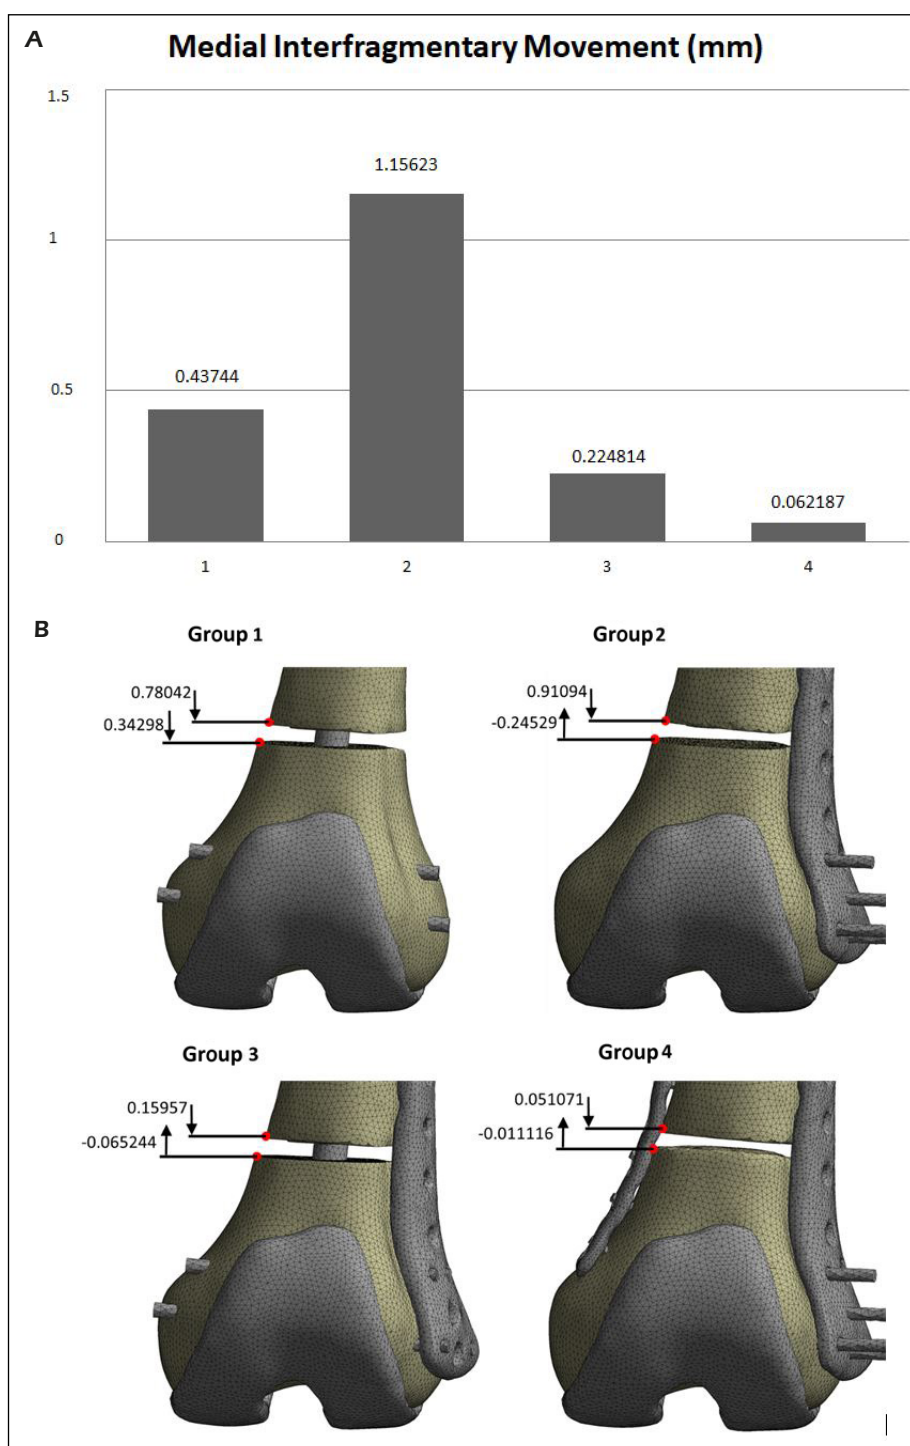 A
Medial Interfragmentary Movement (mm)
1.5
1.15623
1
0.5
0.43744
0.224814
0.062187
0
1
2
3
4
B
Group 1
Group 2
0.78042
0.34298
0.91094
-0.24529
Group 3
Group 4
0.15957
-0.065244
0.051071
-0.011116